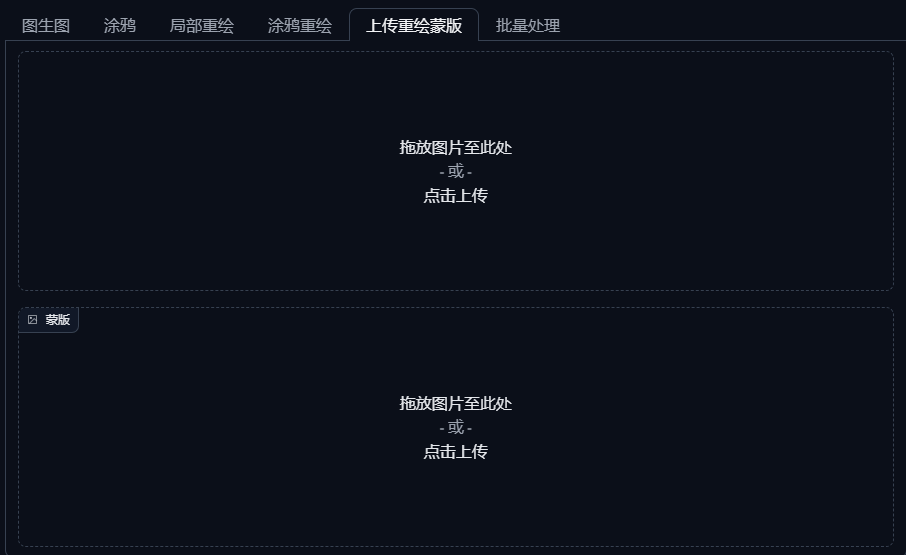 图生图 涂鸦 局部重绘 涂鸦重绘 上传重绘蒙版 批量处理
拖放图片至此处
- 或 -
点击上传
蒙版
拖放图片至此处
- 或 -
点击上传